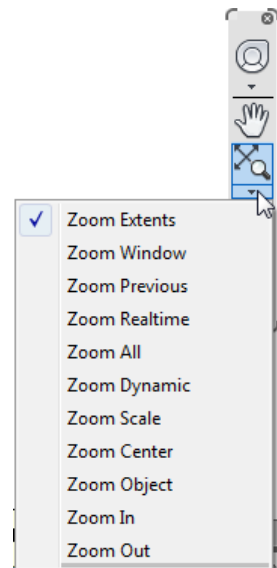 Zoom Extents
Zoom Window
Zoom Previous
Zoom Realtime
Zoom All
Zoom Dynamic
Zoom Scale
Zoom Center
Zoom Object
Zoom In
Zoom Out